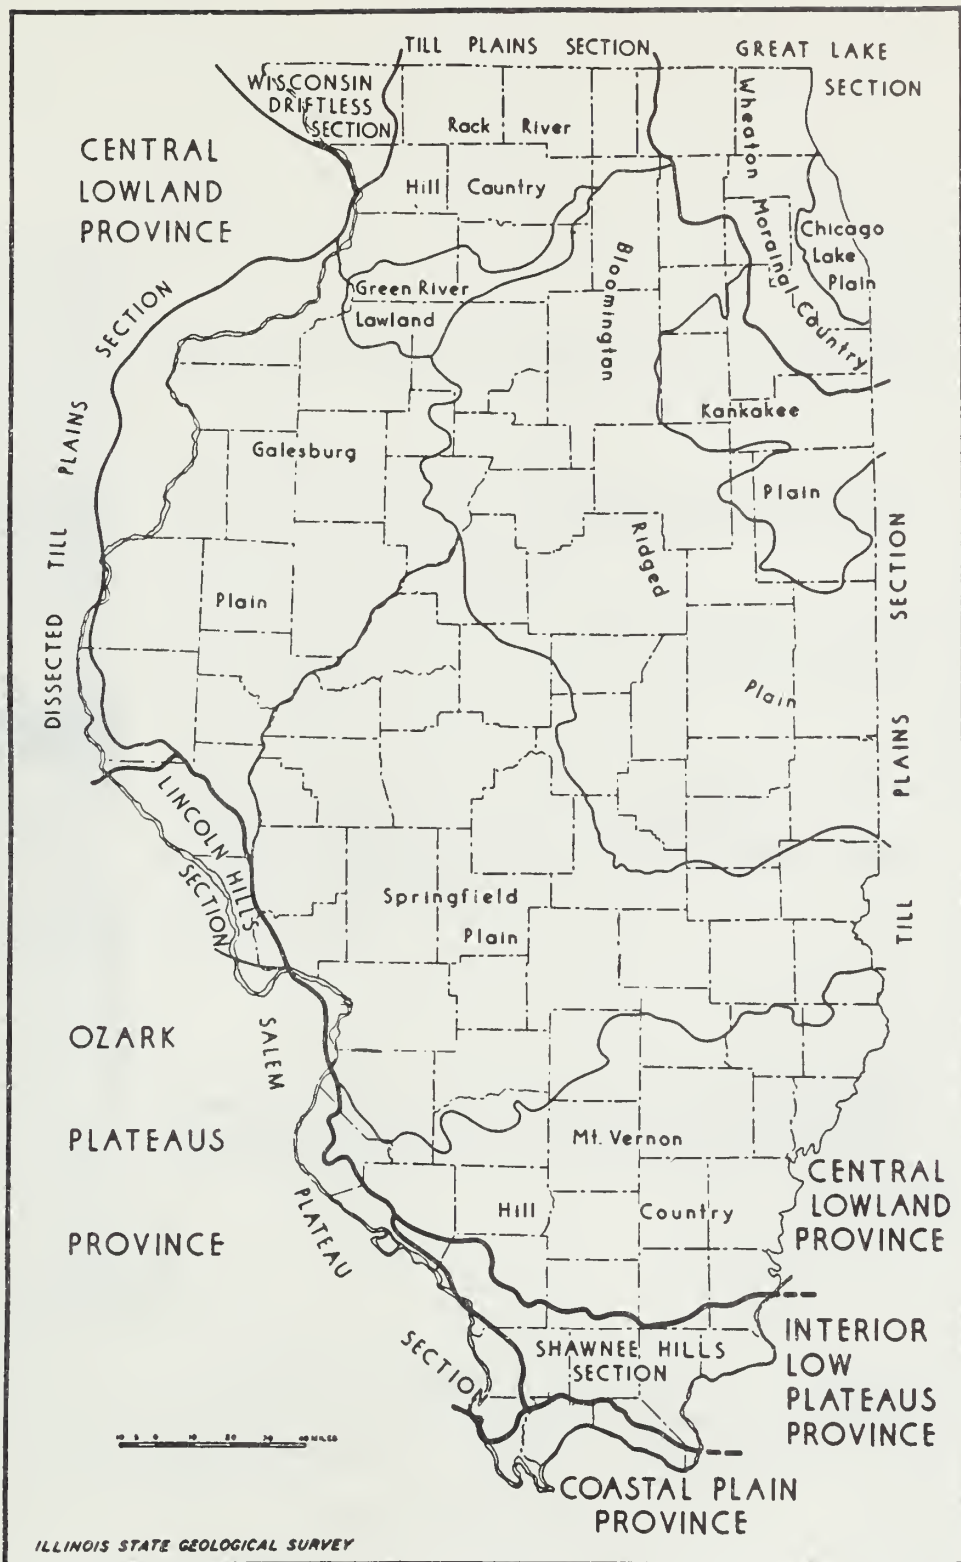 TILL PLAINS SECTION
GREAT LAKE
SECTION
WISCONSIN
DRIFTLESS
SECTION
CENTRAL
LOWLAND
PROVINCE
Rack River
Hill Cauntry
Wheaton
Morainal Country
Chicago
Lake
Plain
Green River
Lawland
Bloomington
Ridged
Plain
Kankakee
Plain
Galesburg
Plain
DISSECTED TILL PLAINS SECTION
TILL PLAINS SECTION
LINCOLN HILLS
SECTION
Springfield
Plain
OZARK
PLATEAUS
PROVINCE
SALEM
PLATEAU
SECTION
Mt. Vernon
Hill Country
CENTRAL
LOWLAND
PROVINCE
SHAWNEE HILLS
SECTION
INTERIOR
LOW
PLATEAUS
PROVINCE
COASTAL PLAIN
PROVINCE
ILLINOIS STATE GEOLOGICAL SURVEY